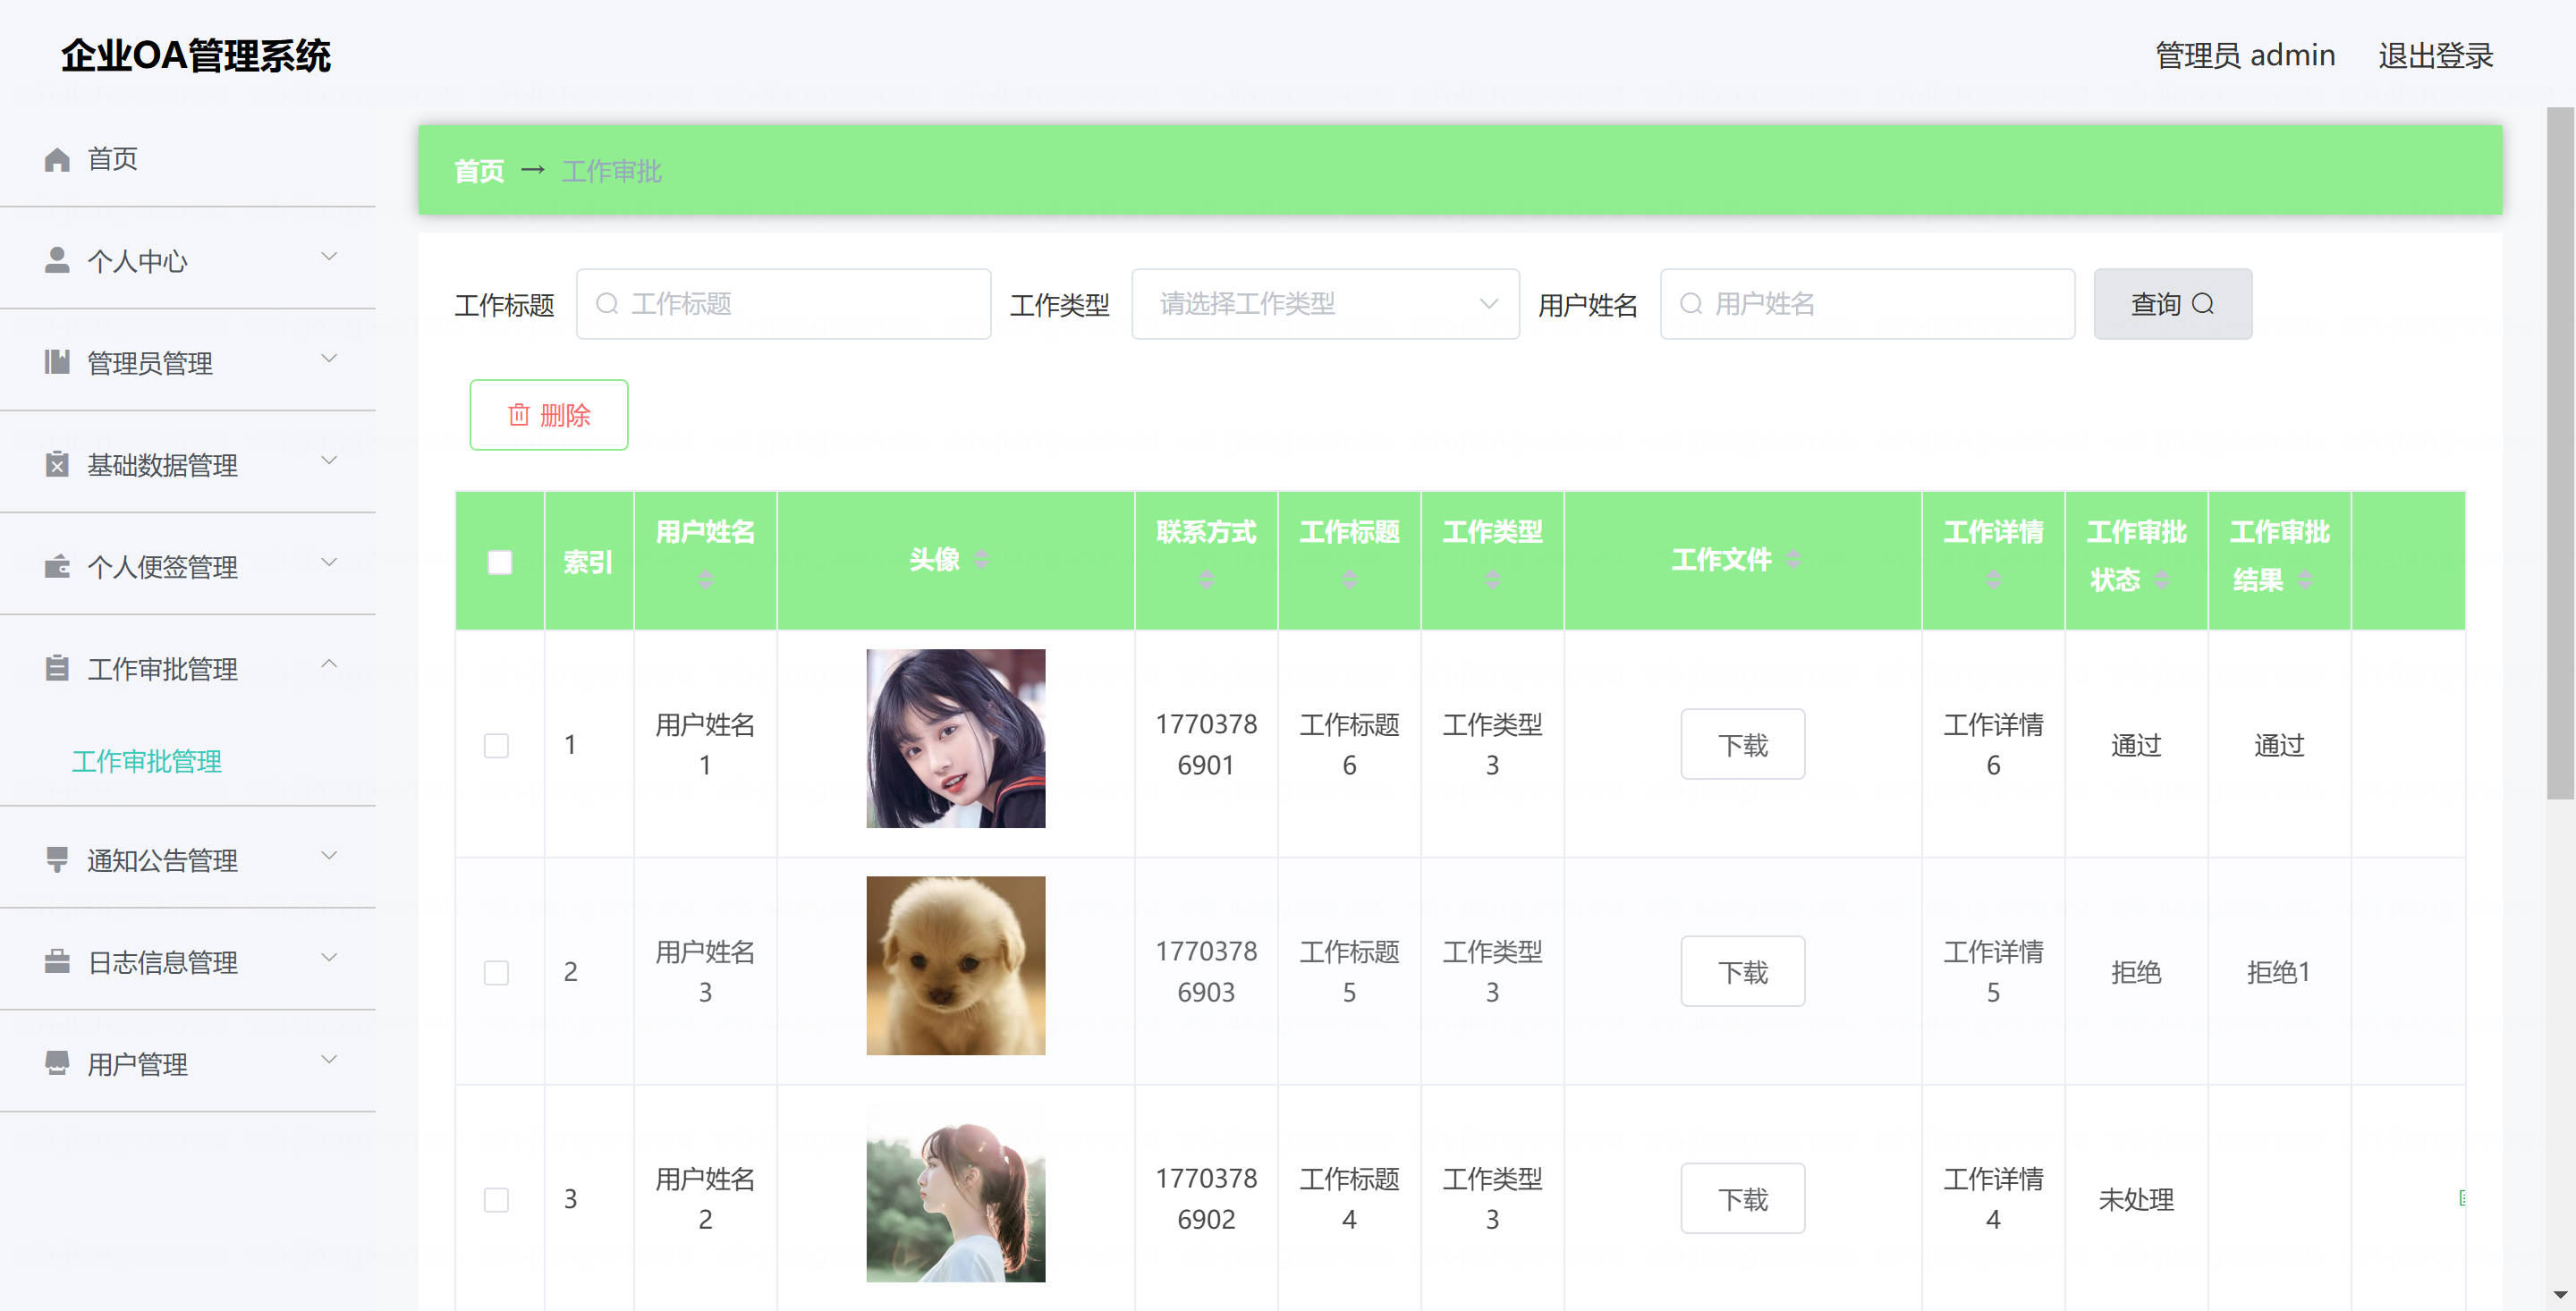 企业OA管理系统
管理员 admin
退出登录
首页
个人中心
管理员管理
基础数据管理
个人便签管理
工作审批管理
工作审批管理
通知公告管理
日志信息管理
用户管理
首页 → 工作审批
工作标题 工作标题 工作类型 请选择工作类型 用户姓名 用户姓名 查询
删除
索引 用户姓名 头像 联系方式 工作标题 工作类型 工作文件 工作详情 工作审批状态 工作审批结果
1 用户姓名1 17703786901 工作标题6 工作类型3 下载 工作详情6 通过 通过
2 用户姓名3 17703786903 工作标题5 工作类型3 下载 工作详情5 拒绝 拒绝1
3 用户姓名2 17703786902 工作标题4 工作类型3 下载 工作详情4 未处理